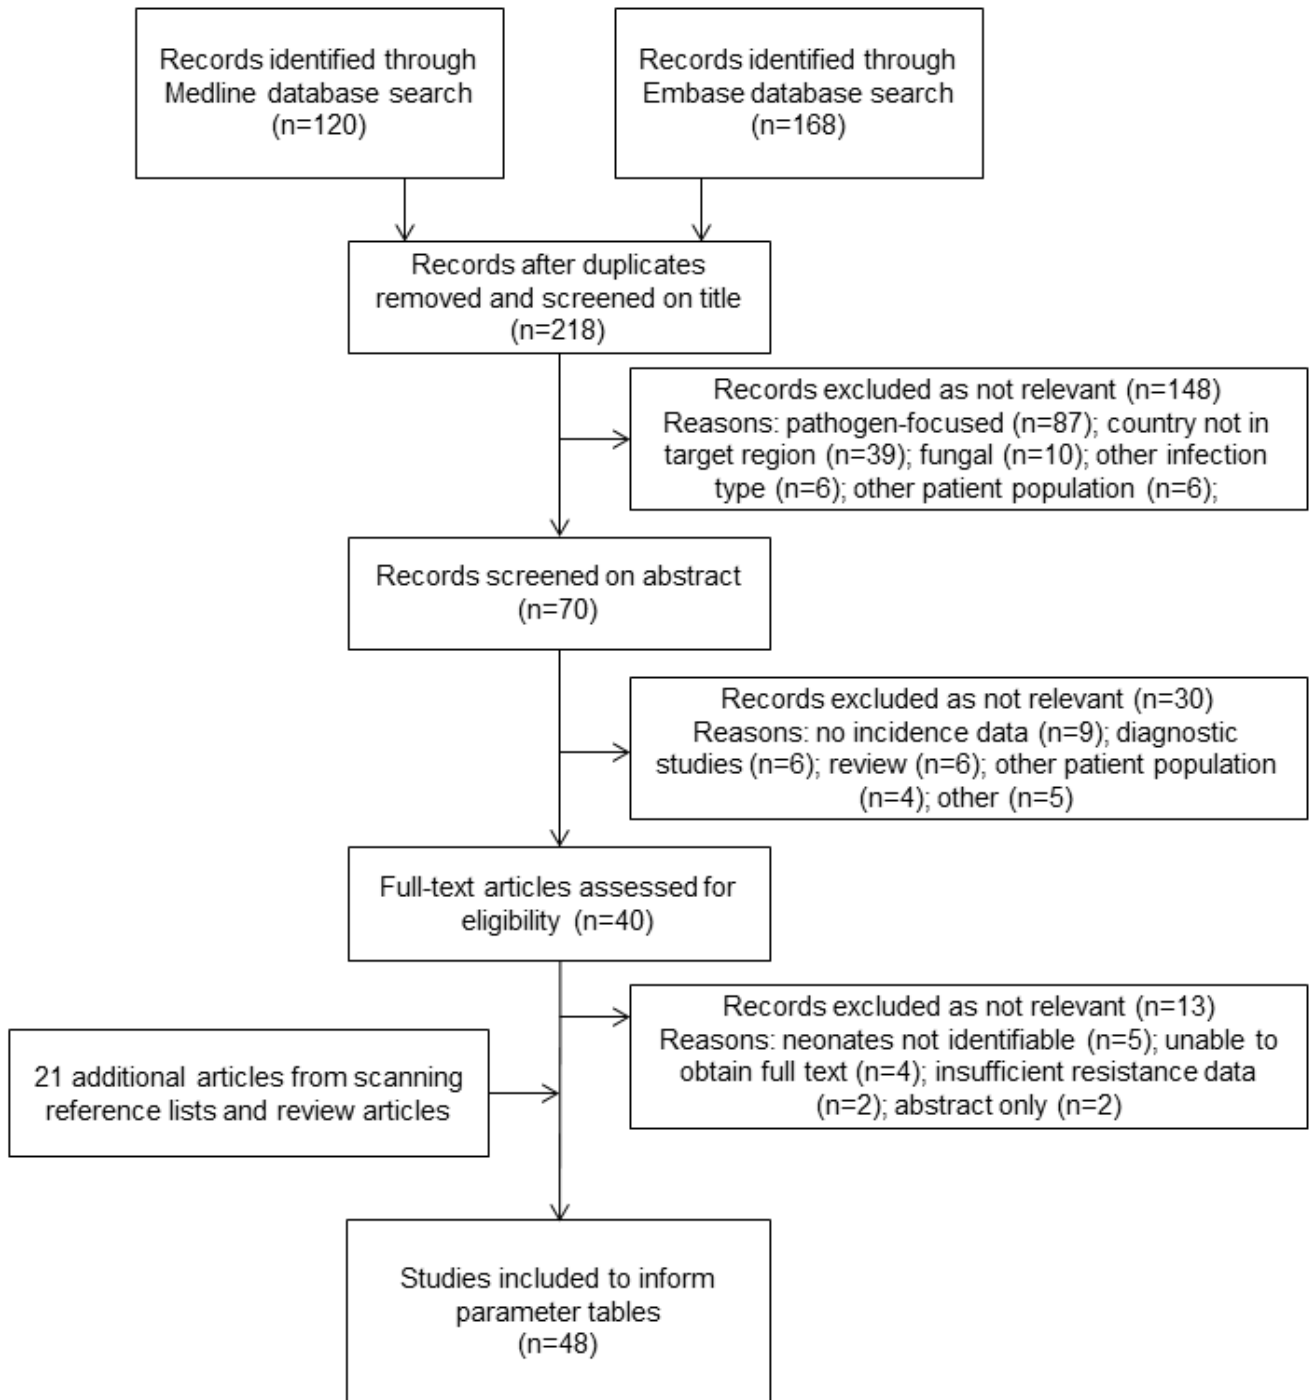 Records identified through
Medline database search
(n=120)
Records identified through
Embase database search
(n=168)
Records after duplicates
removed and screened on title
(n=218)
Records excluded as not relevant (n=148)
Reasons: pathogen-focused (n=87); country not in
target region (n=39); fungal (n=10); other infection
type (n=6); other patient population (n=6);
Records screened on abstract
(n=70)
Records excluded as not relevant (n=30)
Reasons: no incidence data (n=9); diagnostic
studies (n=6); review (n=6); other patient population
(n=4); other (n=5)
Full-text articles assessed for
eligibility (n=40)
Records excluded as not relevant (n=13)
Reasons: neonates not identifiable (n=5); unable to
obtain full text (n=4); insufficient resistance data
(n=2); abstract only (n=2)
21 additional articles from scanning
reference lists and review articles
Studies included to inform
parameter tables
(n=48)